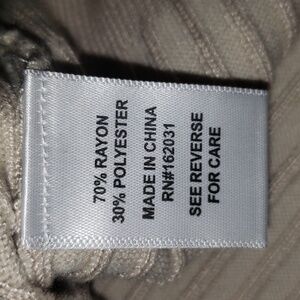 70% RAYON
30% POLYESTER
MADE IN CHINA
RN#162031
SEE REVERSE
FOR CARE